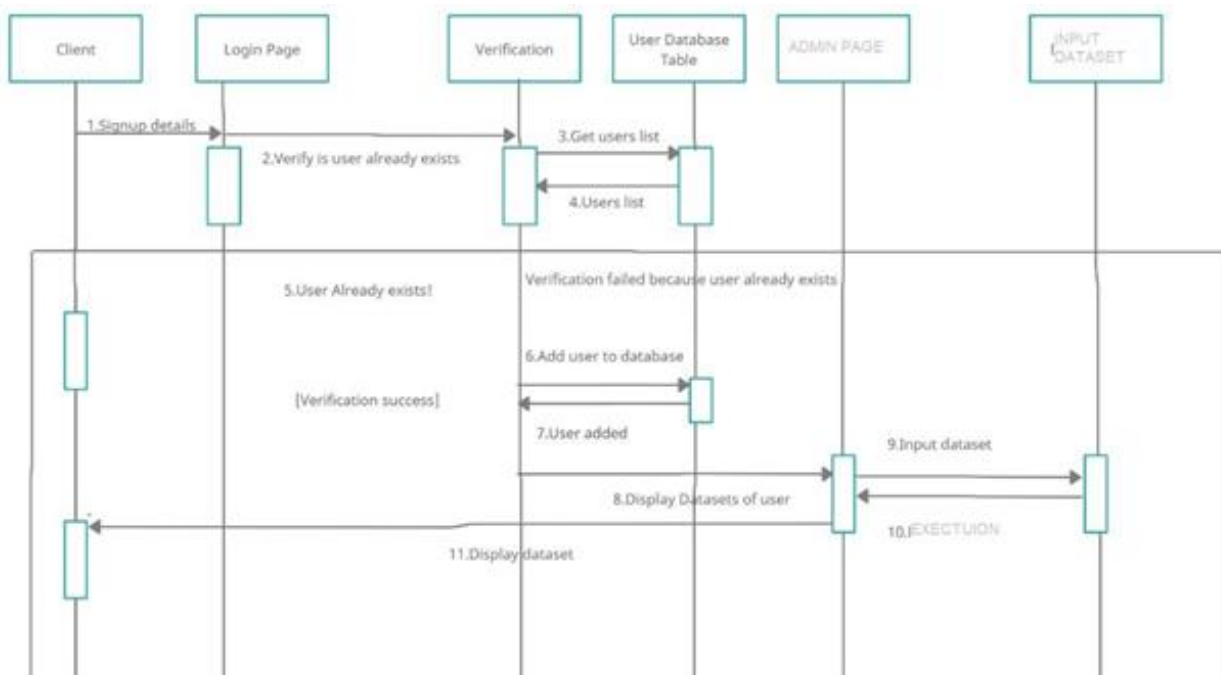 Client
Login Page
Verification
User Database
Table
ADMIN PAGE
INPUT
DATASET
1.Signup details
2.Verify is user already exists
3.Get users list
4.Users list
Verification failed because user already exists
5.User Already exists!
6.Add user to database
[Verification success]
7.User added
9.Input dataset
8.Display Datasets of user
10.EXECTUION
11.Display dataset